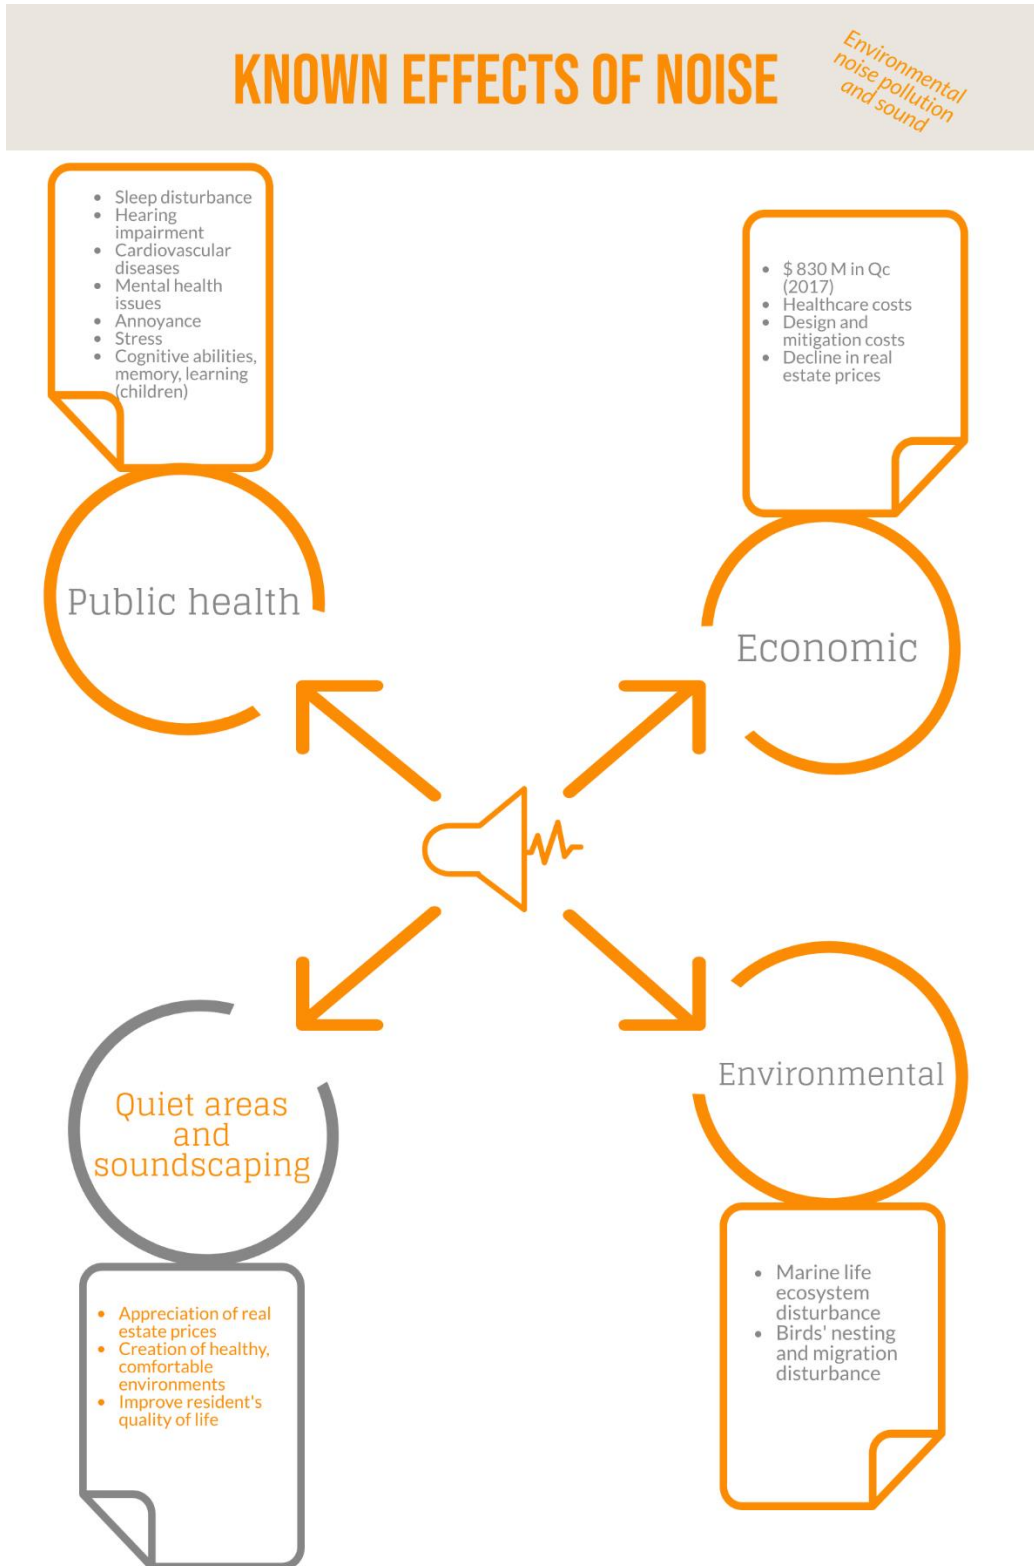 KNOWN EFFECTS OF NOISE
Environmental
noise pollution
and sound
• Sleep disturbance
• Hearing
impairment
• Cardiovascular
diseases
• Mental health
issues
• Annoyance
• Stress
• Cognitive abilities,
memory, learning
(children)
Public health
• $ 830 M in Qc
(2017)
• Healthcare costs
• Design and
mitigation costs
• Decline in real
estate prices
Economic
Quiet areas
and
soundscaping
• Appreciation of real
estate prices
• Creation of healthy,
comfortable
environments
• Improve resident's
quality of life
Environmental
• Marine life
ecosystem
disturbance
• Birds' nesting
and migration
disturbance